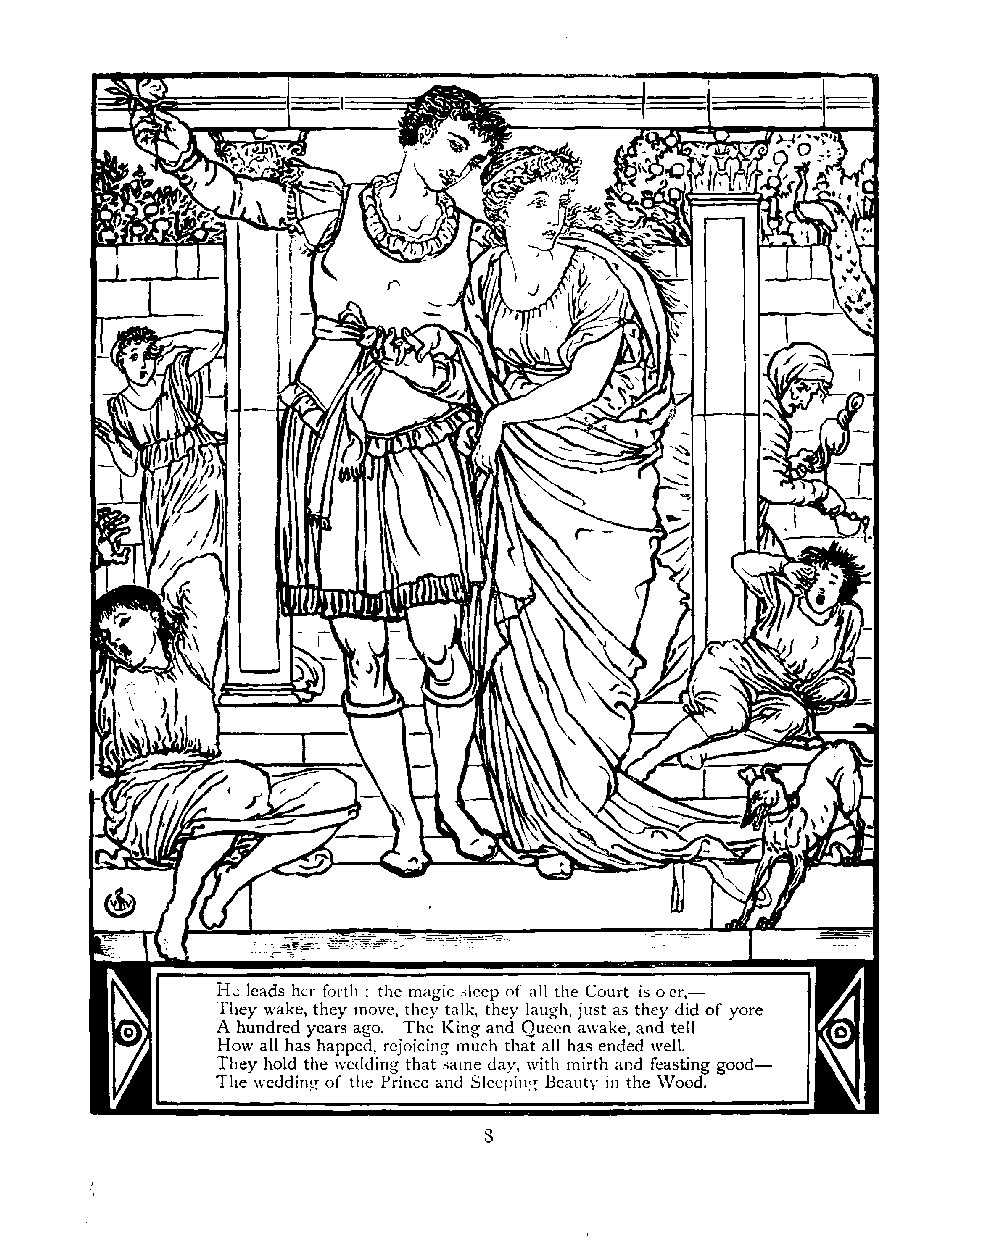 He leads her forth : the magic sleep of all the Court is o'er,—
They wake, they move, they talk, they laugh, just as they did of yore
A hundred years ago. The King and Queen awake, and tell
How all has happed, rejoicing much that all has ended well.
They hold the wedding that same day, with mirth and feasting good—
The wedding of the Prince and Sleeping Beauty in the Wood.
8